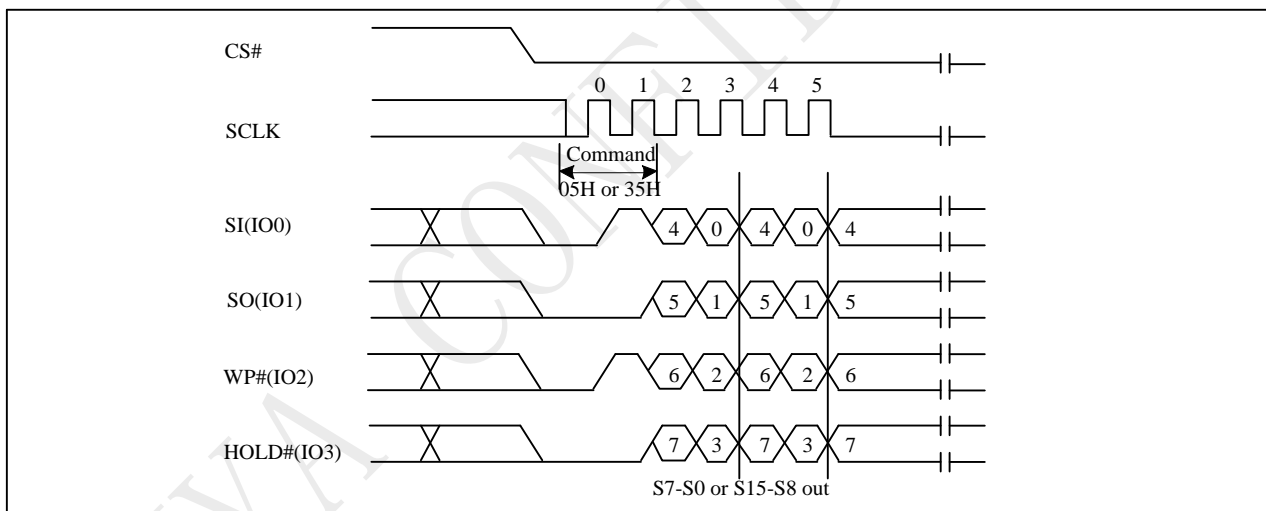 CS#
0 1 2 3 4 5
SCLK
Command
05H or 35H
SI(IO0) 4 0 4 0 4
SO(IO1) 5 1 5 1 5
WP#(IO2) 6 2 6 2 6
HOLD#(IO3) 7 3 7 3 7
S7-S0 or S15-S8 out